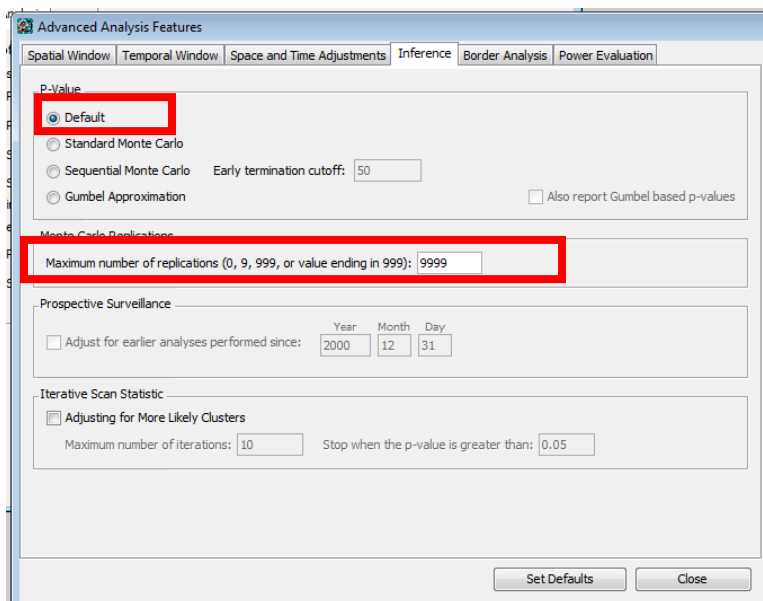 Advanced Analysis Features
Spatial Window Temporal Window Space and Time Adjustments Inference Border Analysis Power Evaluation
P-Value
Default
Standard Monte Carlo
Sequential Monte Carlo Early termination cutoff: 50
Gumbel Approximation Also report Gumbel based p-values
Monte Carlo Replications
Maximum number of replications (0, 9, 999, or value ending in 999): 9999
Prospective Surveillance
Year Month Day
Adjust for earlier analyses performed since: 2000 12 31
Iterative Scan Statistic
Adjusting for More Likely Clusters
Maximum number of iterations: 10 Stop when the p-value is greater than: 0.05
Set Defaults Close